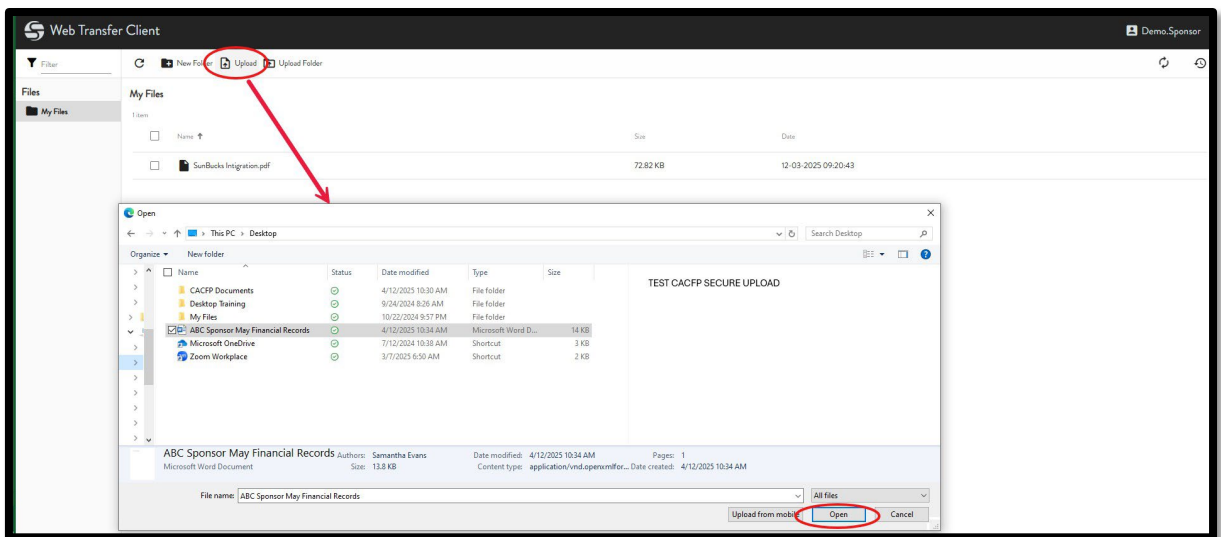 Web Transfer Client
Demo.Sponsor
Filter
New Folder Upload Upload Folder
Files
My Files
My Files
1 item
Name Size Date
SunBucks Intigration.pdf 72.82 KB 12-03-2025 09:20:43
Open
This PC > Desktop
Search Desktop
Organize New folder
Name Status Date modified Type Size
CACFP Documents 4/12/2025 10:30 AM File folder
Desktop Training 9/24/2024 8:26 AM File folder
My Files 10/22/2024 9:57 PM File folder
ABC Sponsor May Financial Records 4/12/2025 10:34 AM Microsoft Word D... 14 KB
Microsoft OneDrive 7/12/2024 10:38 AM Shortcut 3 KB
Zoom Workplace 3/7/2025 6:50 AM Shortcut 2 KB
TEST CACFP SECURE UPLOAD
ABC Sponsor May Financial Records Authors: Samantha Evans Date modified: 4/12/2025 10:34 AM Pages: 1
Microsoft Word Document Size: 13.8 KB Content type: application/vnd.openxmlfor... Date created: 4/12/2025 10:34 AM
File name: ABC Sponsor May Financial Records All files
Upload from mobile Open Cancel